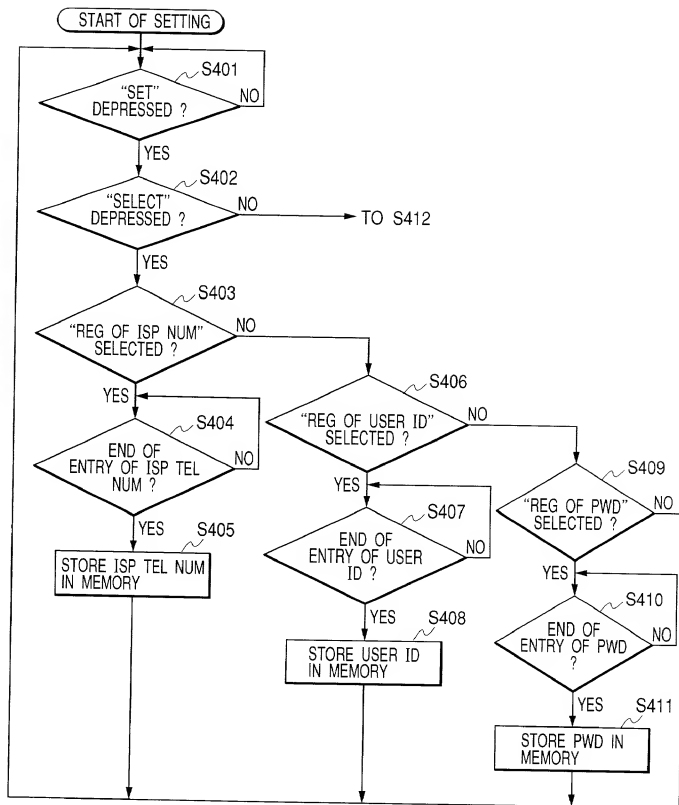 START OF SETTING
S401
“SET”
DEPRESSED ?
NO
YES
S402
“SELECT”
DEPRESSED ?
NO
TO S412
YES
S403
“REG OF ISP NUM”
SELECTED ?
NO
YES
S404
END OF
ENTRY OF ISP TEL
NUM ?
NO
YES
S405
STORE ISP TEL NUM
IN MEMORY
S406
“REG OF USER ID”
SELECTED ?
NO
YES
S407
END OF
ENTRY OF USER
ID ?
NO
YES
S408
STORE USER ID
IN MEMORY
S409
“REG OF PWD”
SELECTED ?
NO
YES
S410
END OF
ENTRY OF PWD
?
NO
YES
S411
STORE PWD IN
MEMORY